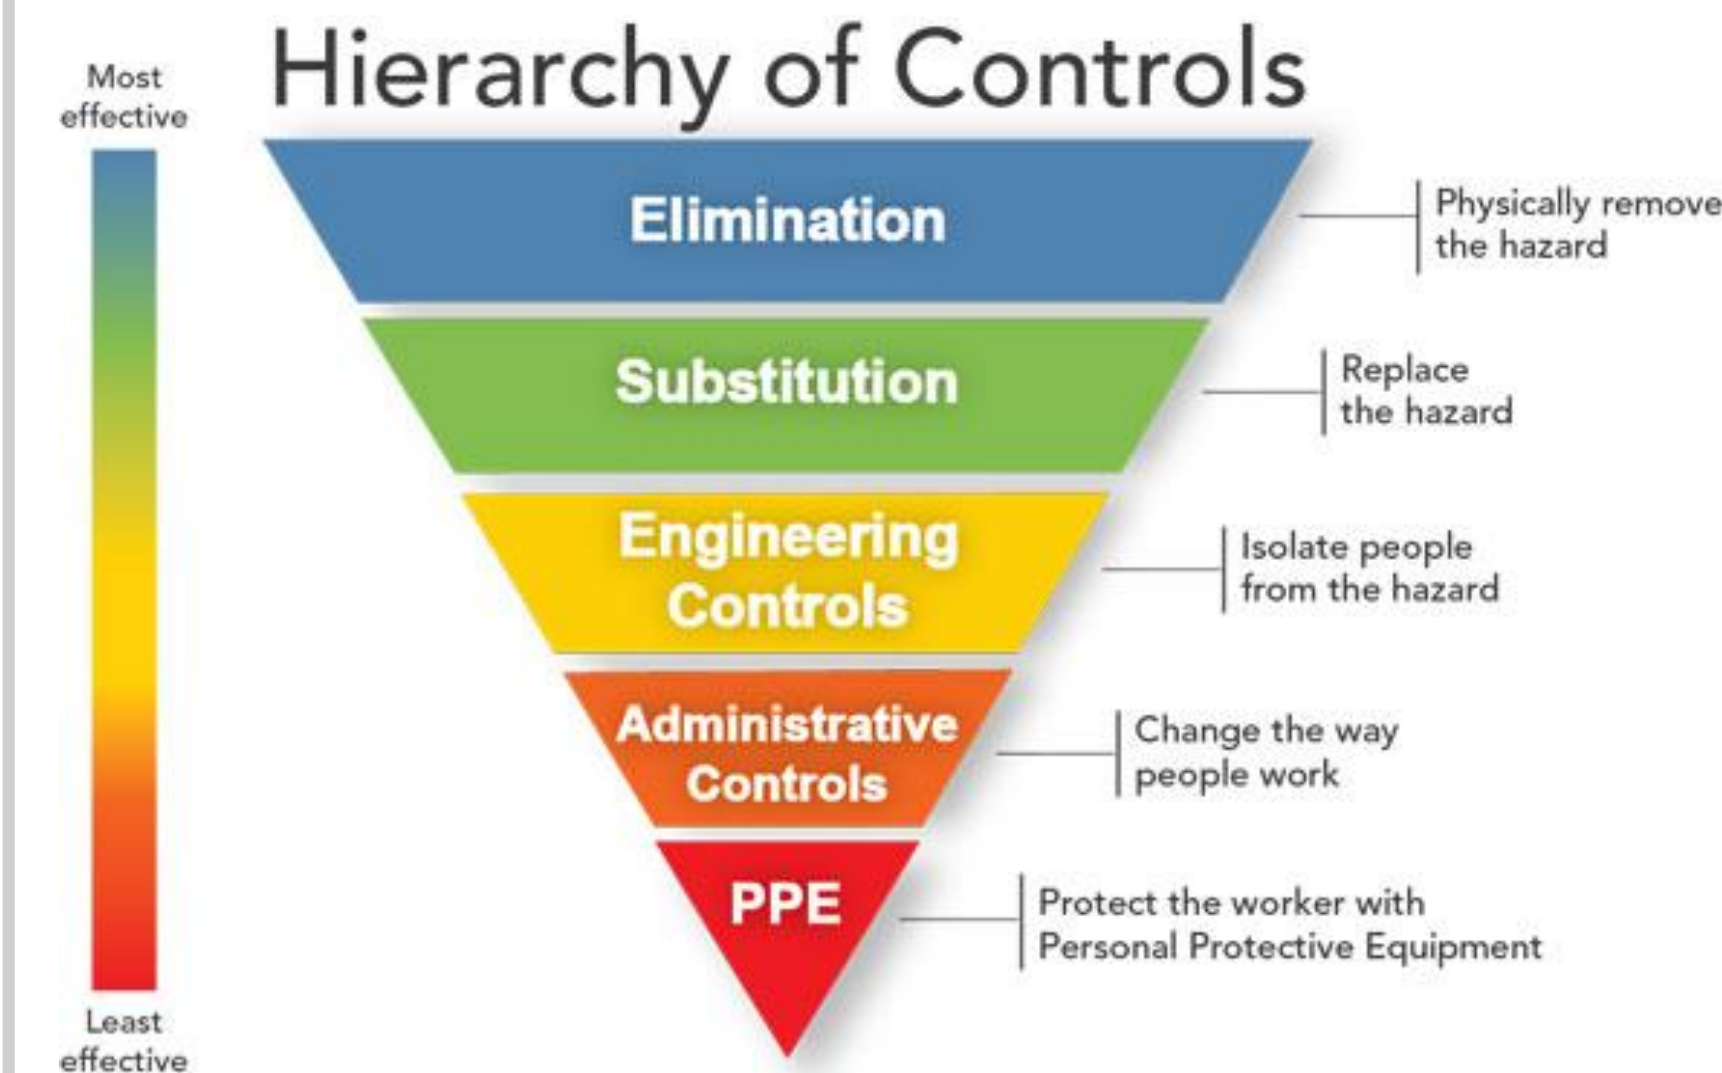 Hierarchy of Controls
Most
effective
Elimination
Physically remove
the hazard
Substitution
Replace
the hazard
Engineering
Controls
Isolate people
from the hazard
Administrative
Controls
Change the way
people work
PPE
Protect the worker with
Personal Protective Equipment
Least
effective